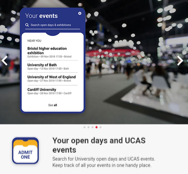 Your events
Search open days & exhibitions
NEAR YOU
Bristol higher education
exhibition
University of Bath
University of West of England
Cardiff University
See all
ADMIT
ONE
Your open days and UCAS
events
Search for University open days and UCAS events.
Keep track of all your events in one handy place.